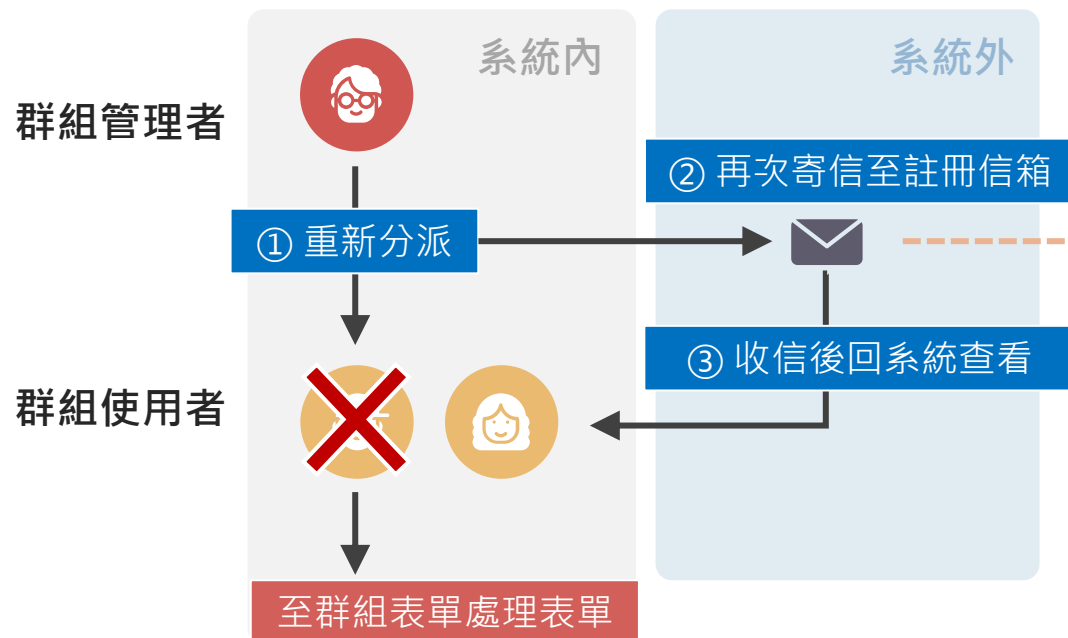 系統內
系統外
群組管理者
② 再次寄信至註冊信箱
① 重新分派
③ 收信後回系統查看
群組使用者
至群組表單處理表單